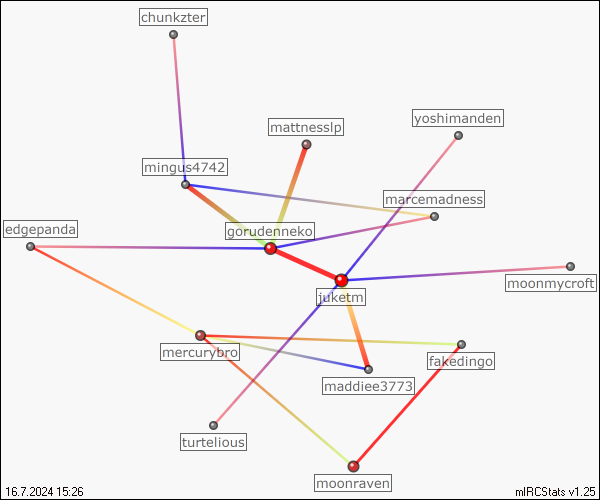 chunkzter
mattnesslp
yoshimanden
mingus4742
marcemadness
edgepanda
gorudenneko
moonmycroft
juketm
mercurybro
fakedingo
maddiee3773
turtelious
moonraven
16.7.2024 15:26
mIRCStats v1.25